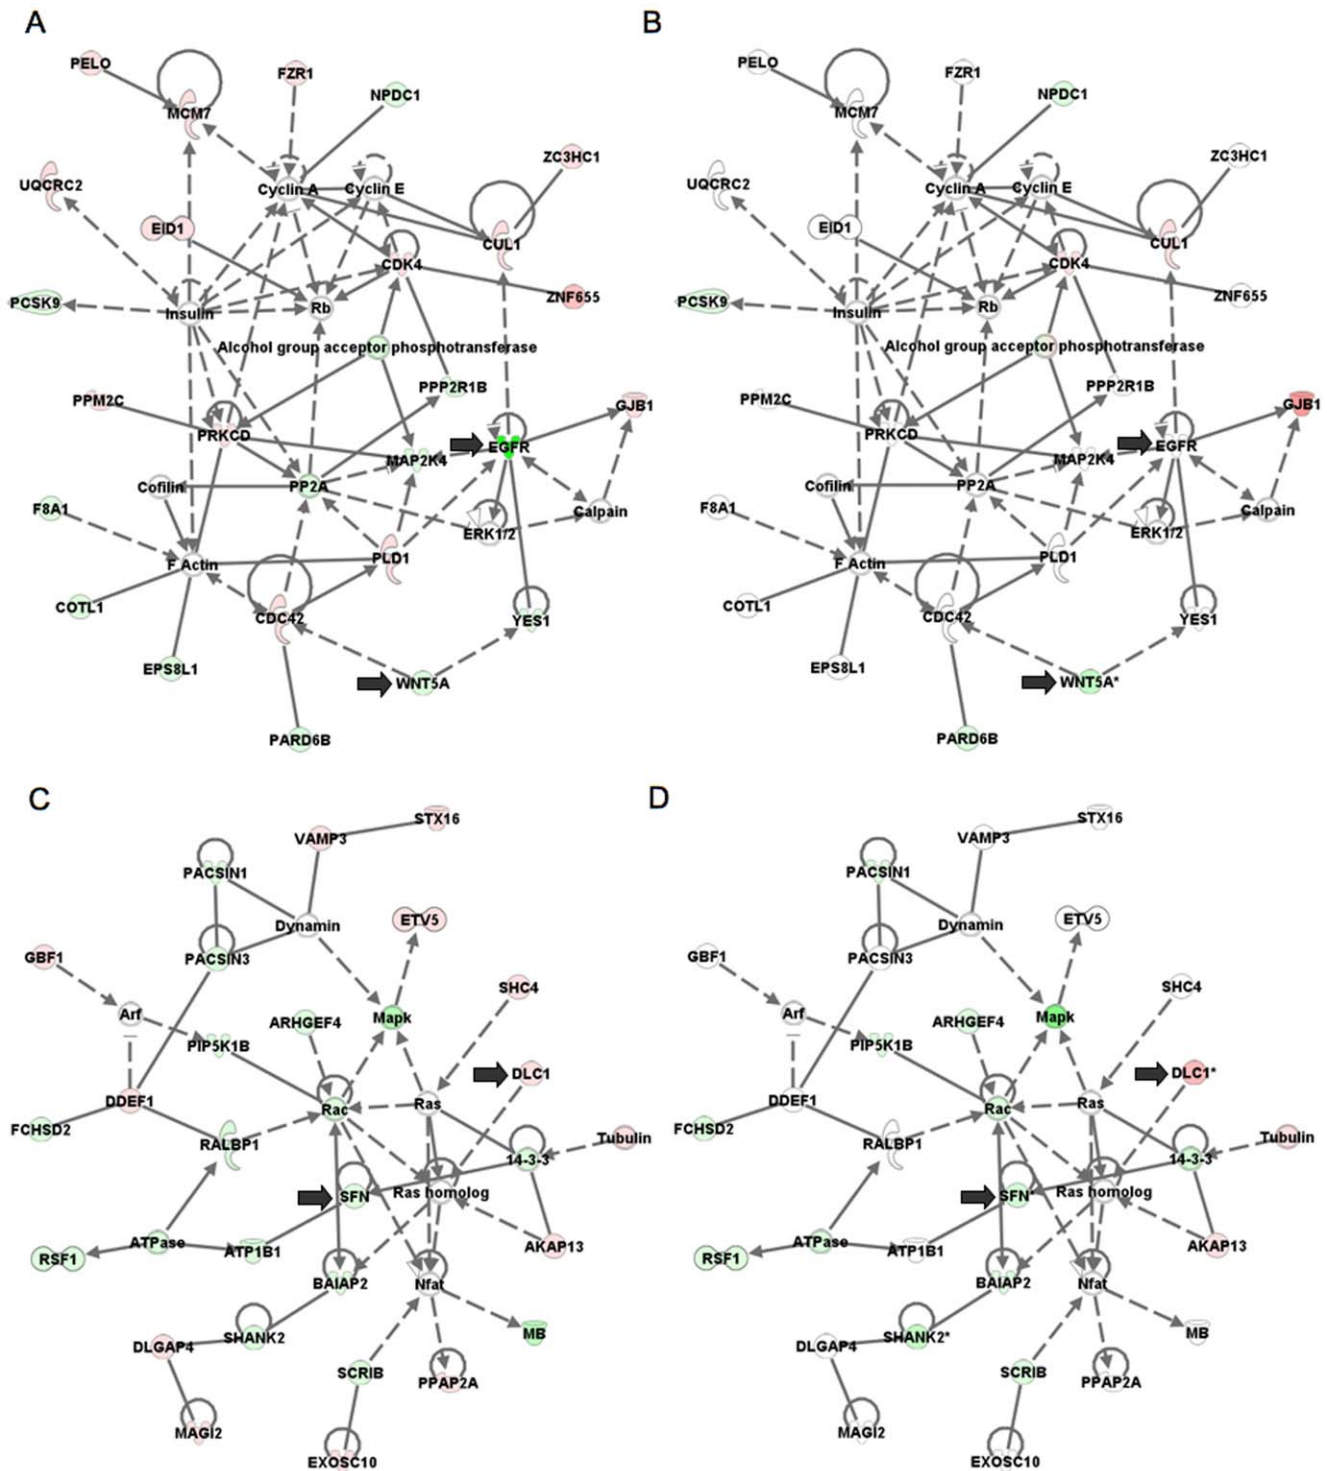 A
PELO
FZR1
NPDC1
MCM7
ZC3HC1
UQCRC2
Cyclin A
Cyclin E
EID1
CUL1
CDK4
ZNF655
PCSK9
Insulin
Rb
Alcohol group acceptor phosphotransferase
PPP2R1B
PPM2C
GJB1
PRKCD
EGFR
MAP2K4
Cofilin
PP2A
F8A1
Calpain
ERK1/2
PLD1
F Actin
COTL1
CDC42
YES1
EPS8L1
WNT5A
PARD6B
B
PELO
FZR1
NPDC1
MCM7
ZC3HC1
UQCRC2
Cyclin A
Cyclin E
EID1
CUL1
CDK4
ZNF655
PCSK9
Insulin
Rb
Alcohol group acceptor phosphotransferase
PPP2R1B
PPM2C
GJB1
PRKCD
EGFR
MAP2K4
Cofilin
PP2A
F8A1
Calpain
ERK1/2
PLD1
F Actin
COTL1
CDC42
YES1
EPS8L1
WNT5A*
PARD6B
C
STX16
VAMP3
PACSIN1
ETV5
Dynamin
GBF1
PACSIN3
SHC4
Arf
ARHGEF4
Mapk
PIP5K1B
DLC1
DDEF1
Ras
Rac
FCHSD2
RALBP1
Tubulin
14-3-3
SFN
Ras homolog
ATPase
ATP1B1
AKAP13
RSF1
BAIAP2
Nfat
MB
SHANK2
DLGAP4
SCRIB
PPAP2A
MAGI2
EXOSC10
D
STX16
VAMP3
PACSIN1
ETV5
Dynamin
GBF1
PACSIN3
SHC4
Arf
ARHGEF4
Mapk
PIP5K1B
DLC1*
DDEF1
Ras
Rac
FCHSD2
RALBP1
Tubulin
14-3-3
SFN*
Ras homolog
ATPase
ATP1B1
AKAP13
RSF1
BAIAP2
Nfat
MB
SHANK2*
DLGAP4
SCRIB
PPAP2A
MAGI2
EXOSC10